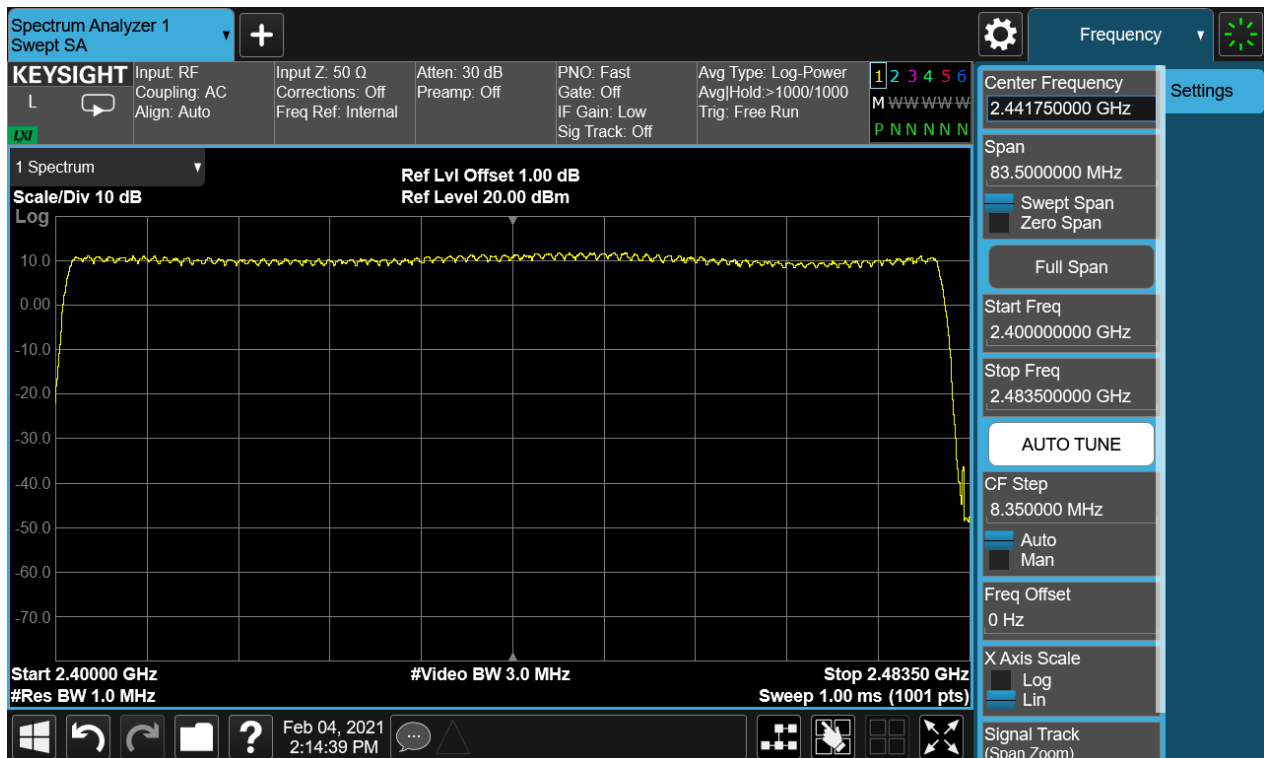 Spectrum Analyzer 1
Swept SA
+
Frequency
KEYSIGHT
L
LXI
Input: RF
Coupling: AC
Align: Auto
Input Z: 50 Ω
Corrections: Off
Freq Ref: Internal
Atten: 30 dB
Preamp: Off
PNO: Fast
Gate: Off
IF Gain: Low
Sig Track: Off
Avg Type: Log-Power
Avg|Hold:>1000/1000
Trig: Free Run
1 2 3 4 5 6
M W W W W W
P N N N N N
1 Spectrum
Scale/Div 10 dB
Log
Ref Lvl Offset 1.00 dB
Ref Level 20.00 dBm
10.0
0.00
-10.0
-20.0
-30.0
-40.0
-50.0
-60.0
-70.0
Start 2.40000 GHz
#Res BW 1.0 MHz
#Video BW 3.0 MHz
Stop 2.48350 GHz
Sweep 1.00 ms (1001 pts)
Center Frequency
2.441750000 GHz
Settings
Span
83.5000000 MHz
Swept Span
Zero Span
Full Span
Start Freq
2.400000000 GHz
Stop Freq
2.483500000 GHz
AUTO TUNE
CF Step
8.350000 MHz
Auto
Man
Freq Offset
0 Hz
X Axis Scale
Log
Lin
Signal Track
(Span Zoom)
?
Feb 04, 2021
2:14:39 PM